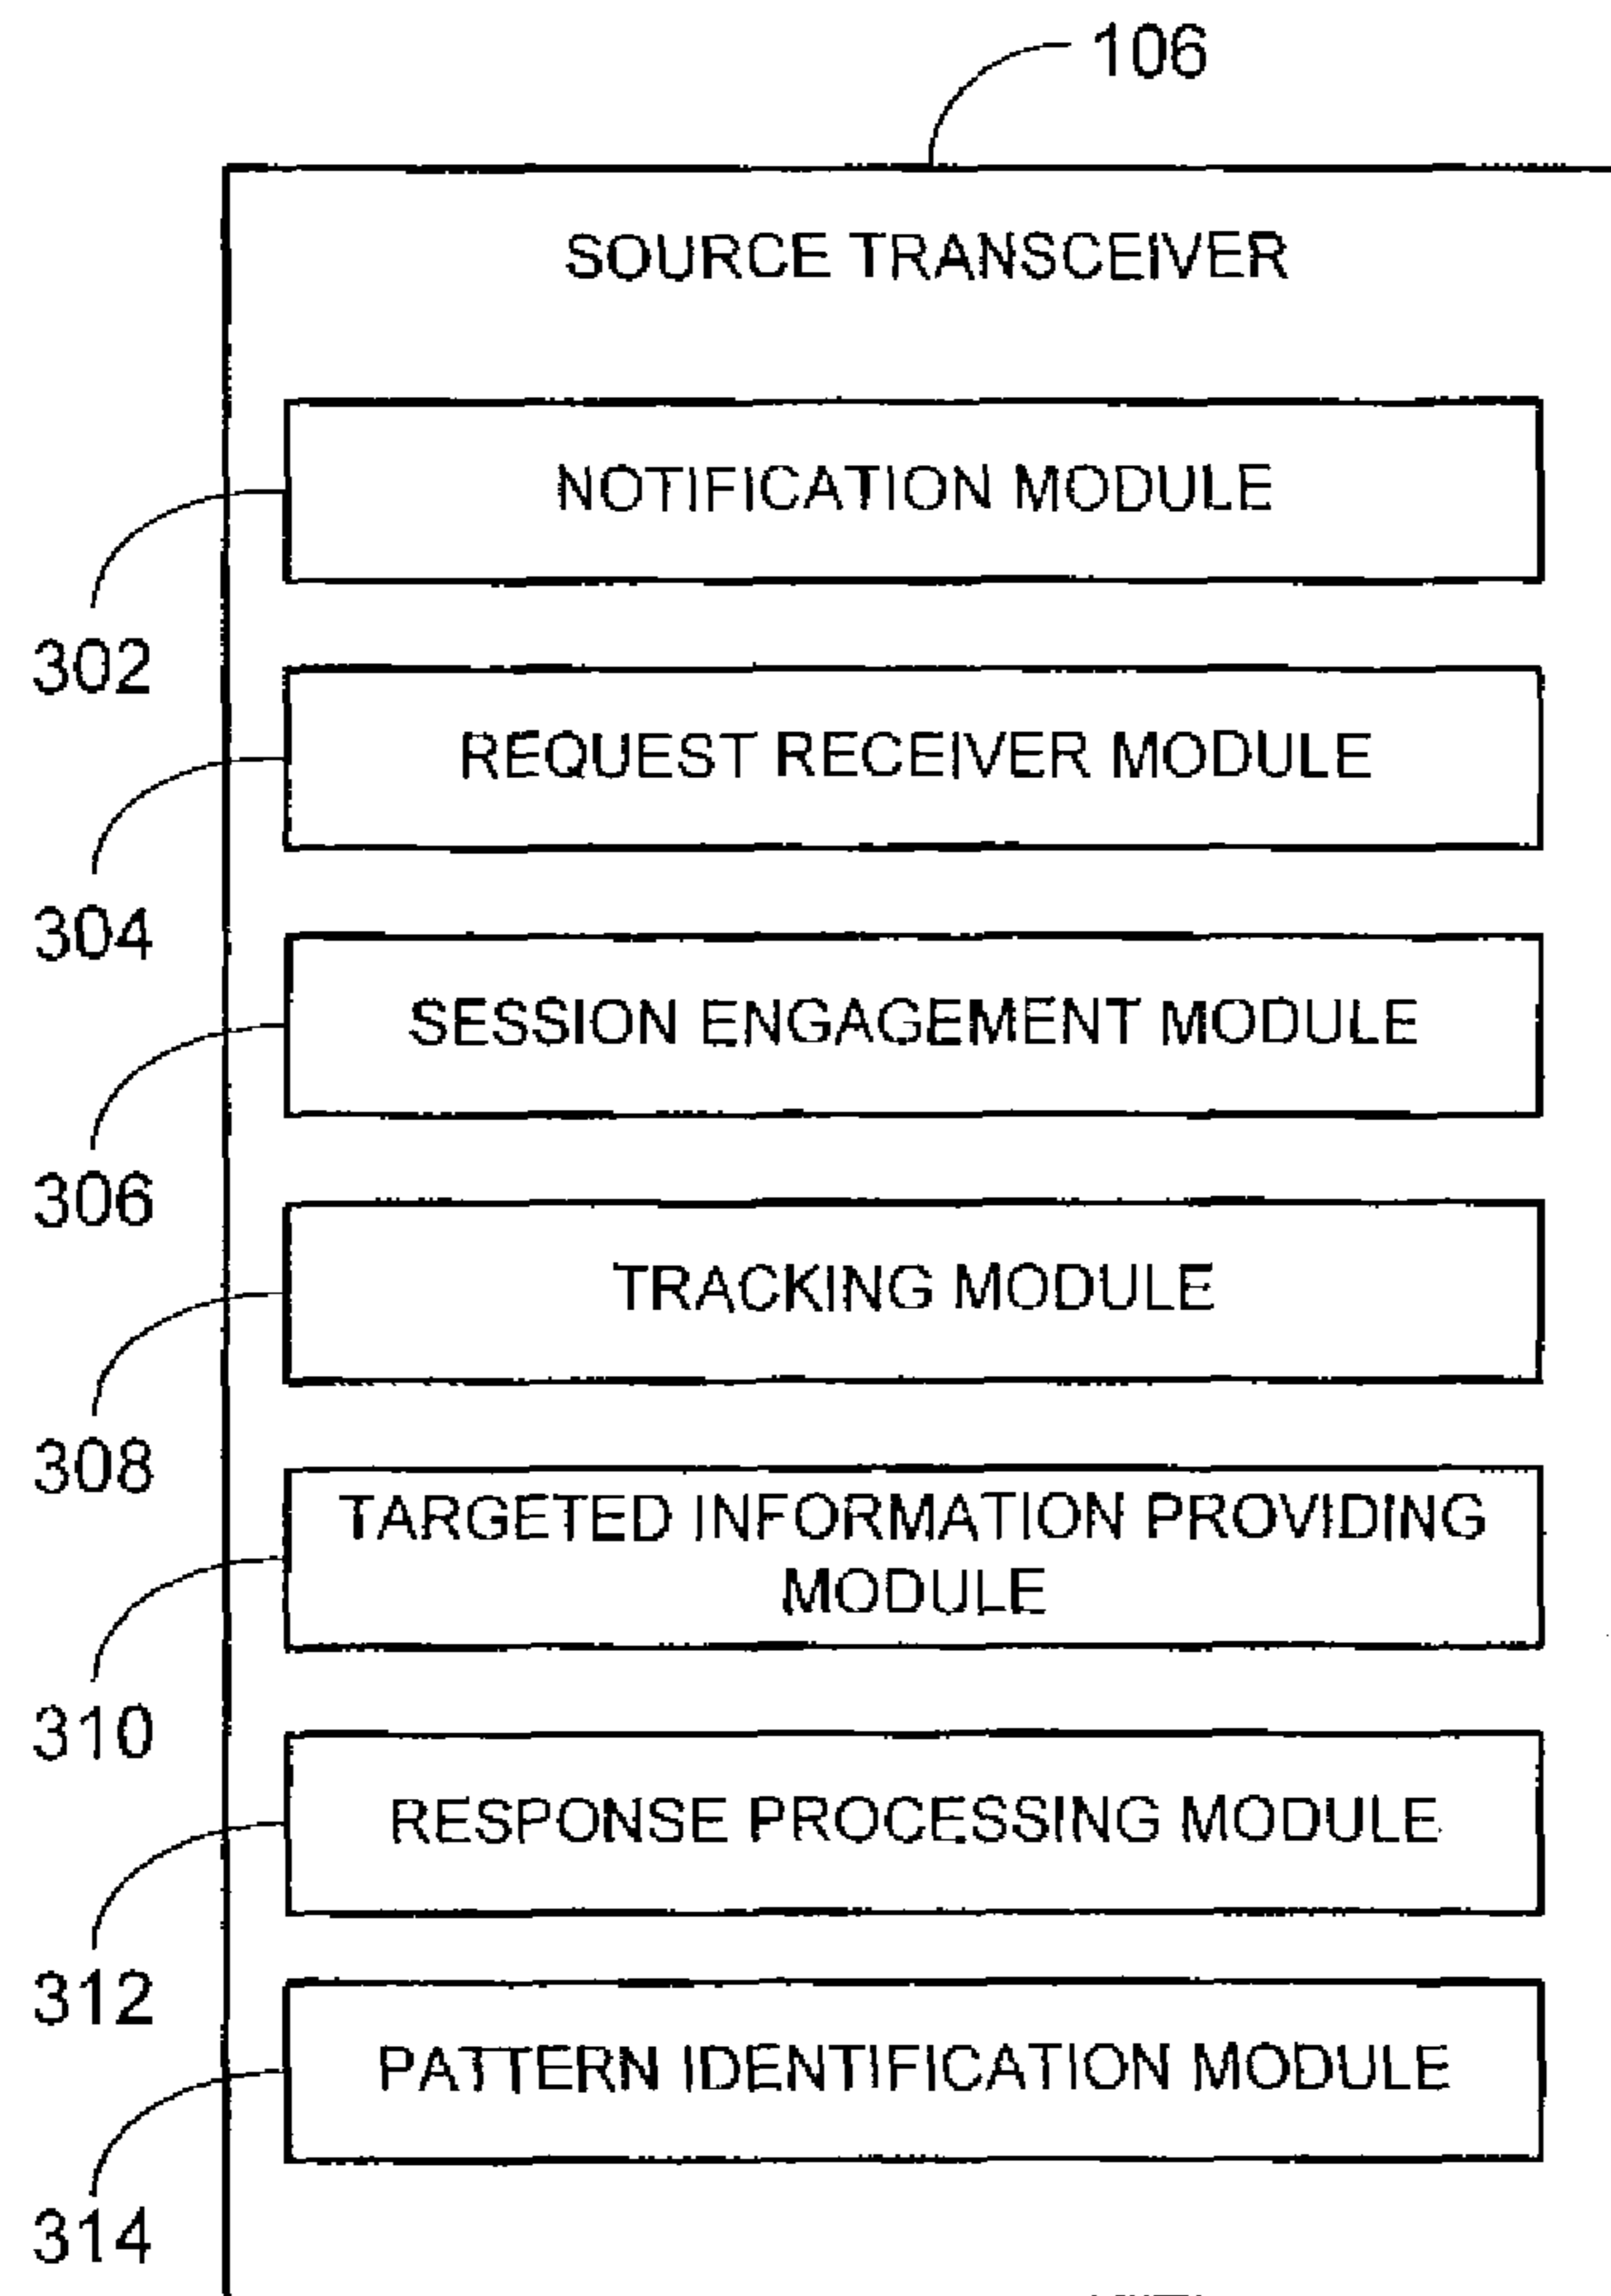 106
SOURCE TRANSCEIVER
NOTIFICATION MODULE
302
REQUEST RECEIVER MODULE
304
SESSION ENGAGEMENT MODULE
306
TRACKING MODULE
308
TARGETED INFORMATION PROVIDING
MODULE
310
RESPONSE PROCESSING MODULE
312
PATTERN IDENTIFICATION MODULE
314